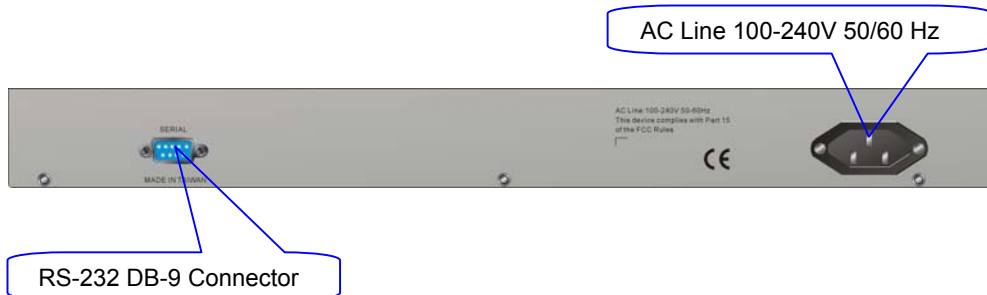 AC Line 100-240V 50/60 Hz
SERIAL
MADE IN TAIWAN
AC Line:100-240V 50-60Hz
This device complies with Part 15
of the FCC Rules
CE
RS-232 DB-9 Connector